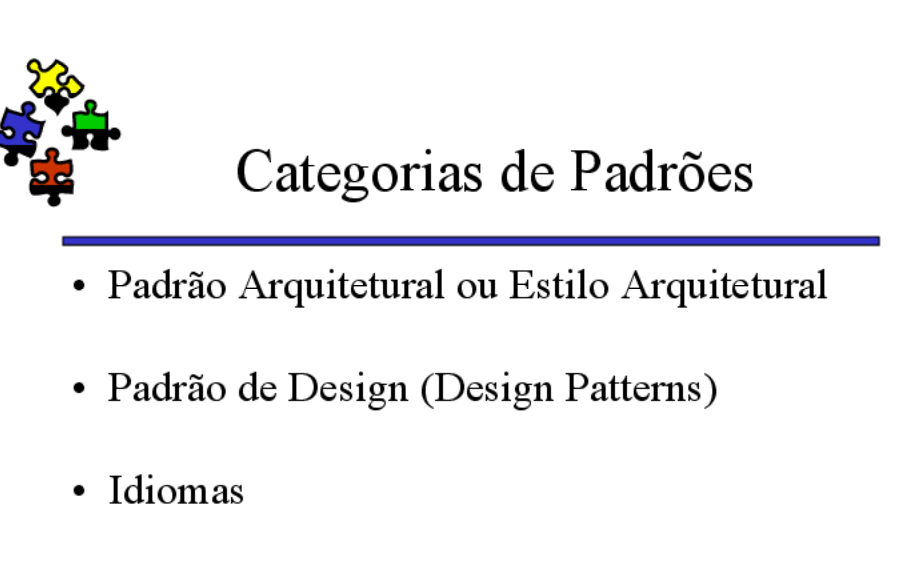 Categorias de Padrões
• Padrão Arquitetural ou Estilo Arquitetural
• Padrão de Design (Design Patterns)
• Idiomas